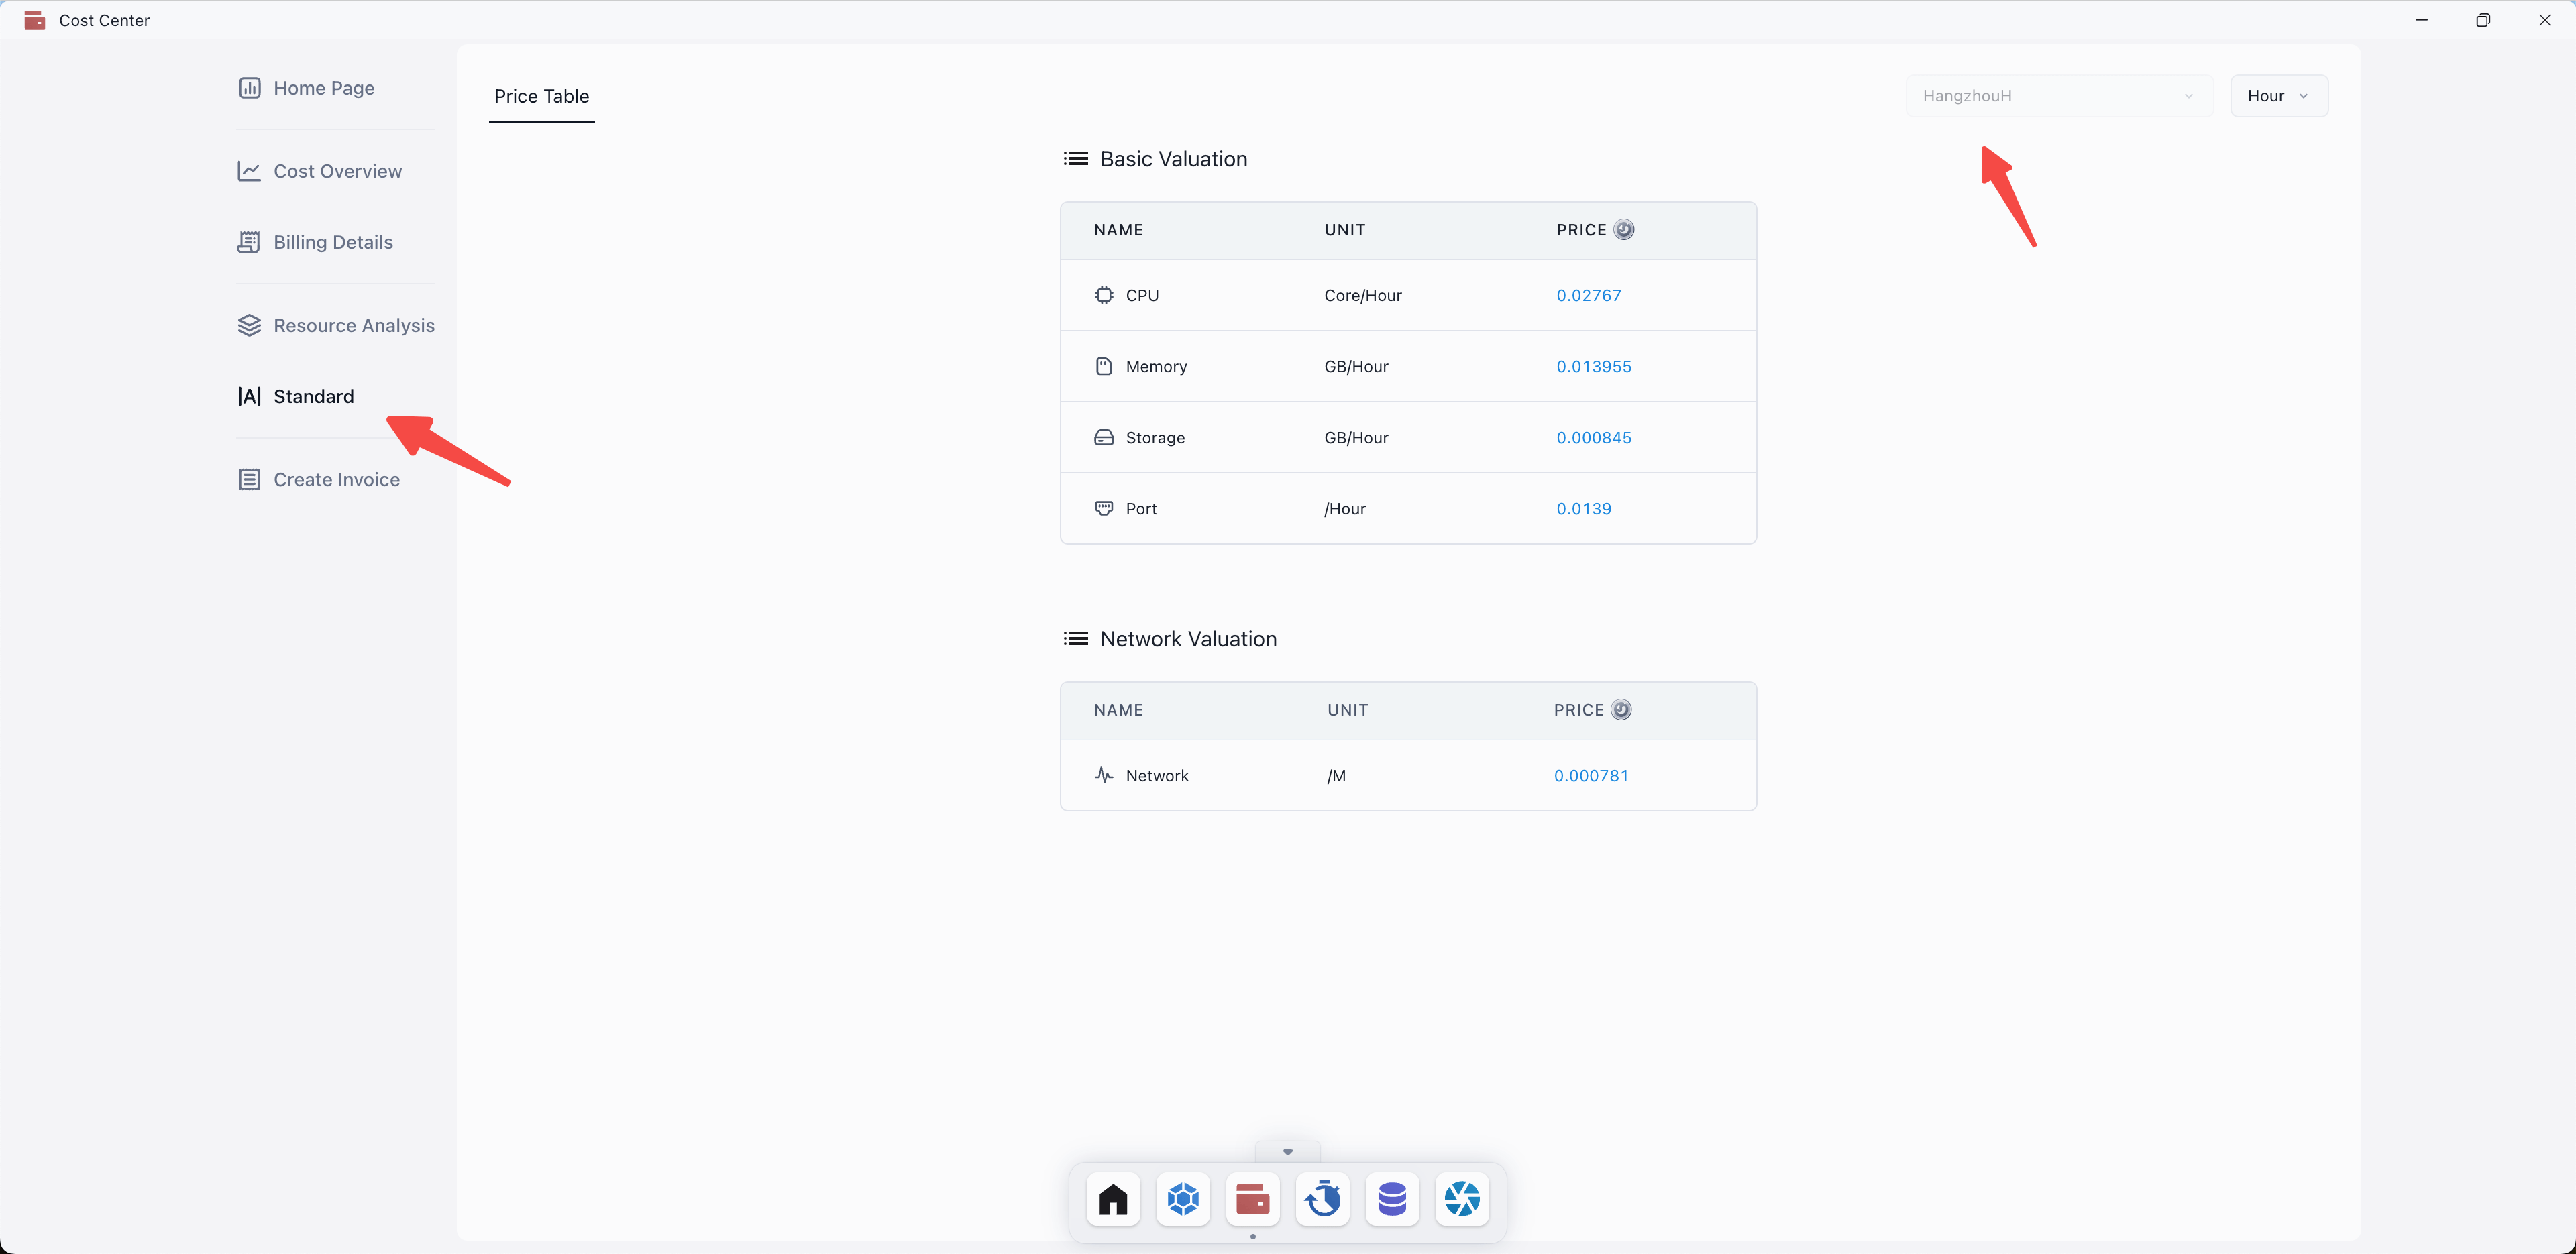 Cost Center
Home Page
Cost Overview
Billing Details
Resource Analysis
|A| Standard
Create Invoice
Price Table
HangzhouH
Hour
Basic Valuation
NAME UNIT PRICE
CPU Core/Hour 0.02767
Memory GB/Hour 0.013955
Storage GB/Hour 0.000845
Port /Hour 0.0139
Network Valuation
NAME UNIT PRICE
Network /M 0.000781